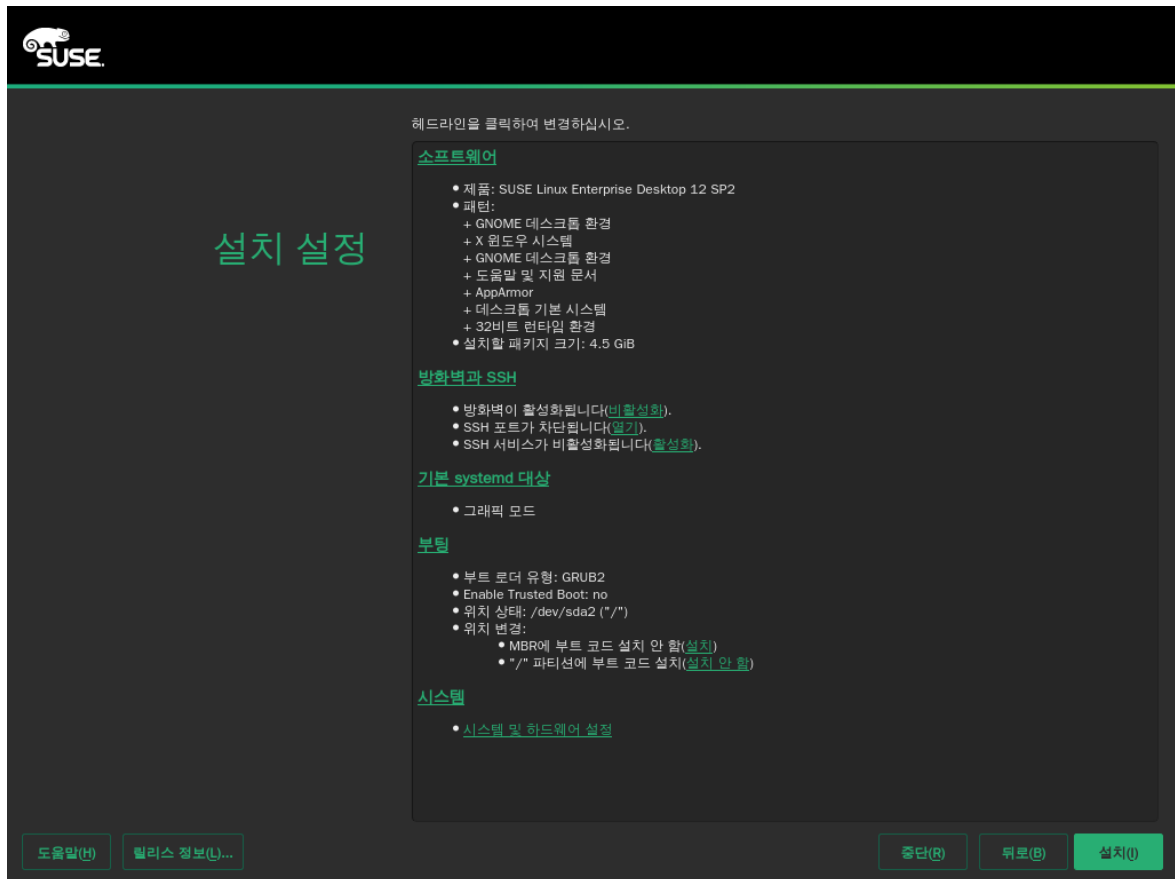 SUSE.
헤드라인을 클릭하여 변경하십시오.
설치 설정
소프트웨어
제품: SUSE Linux Enterprise Desktop 12 SP2
패턴:
+ GNOME 데스크톱 환경
+ X 윈도우 시스템
+ GNOME 데스크톱 환경
+ 도움말 및 지원 문서
+ AppArmor
+ 데스크톱 기본 시스템
+ 32비트 런타임 환경
설치할 패키지 크기: 4.5 GiB
방화벽과 SSH
방화벽이 활성화됩니다(비활성화).
SSH 포트가 차단됩니다(열기).
SSH 서비스가 비활성화됩니다(활성화).
기본 systemd 대상
그래픽 모드
부팅
부트 로더 유형: GRUB2
Enable Trusted Boot: no
위치 상태: /dev/sda2 ("/")
위치 변경:
MBR에 부트 코드 설치 안 함(설치)
"/" 파티션에 부트 코드 설치(설치 안 함)
시스템
시스템 및 하드웨어 설정
도움말(H) 릴리스 정보(L)... 중단(R) 뒤로(B) 설치(I)